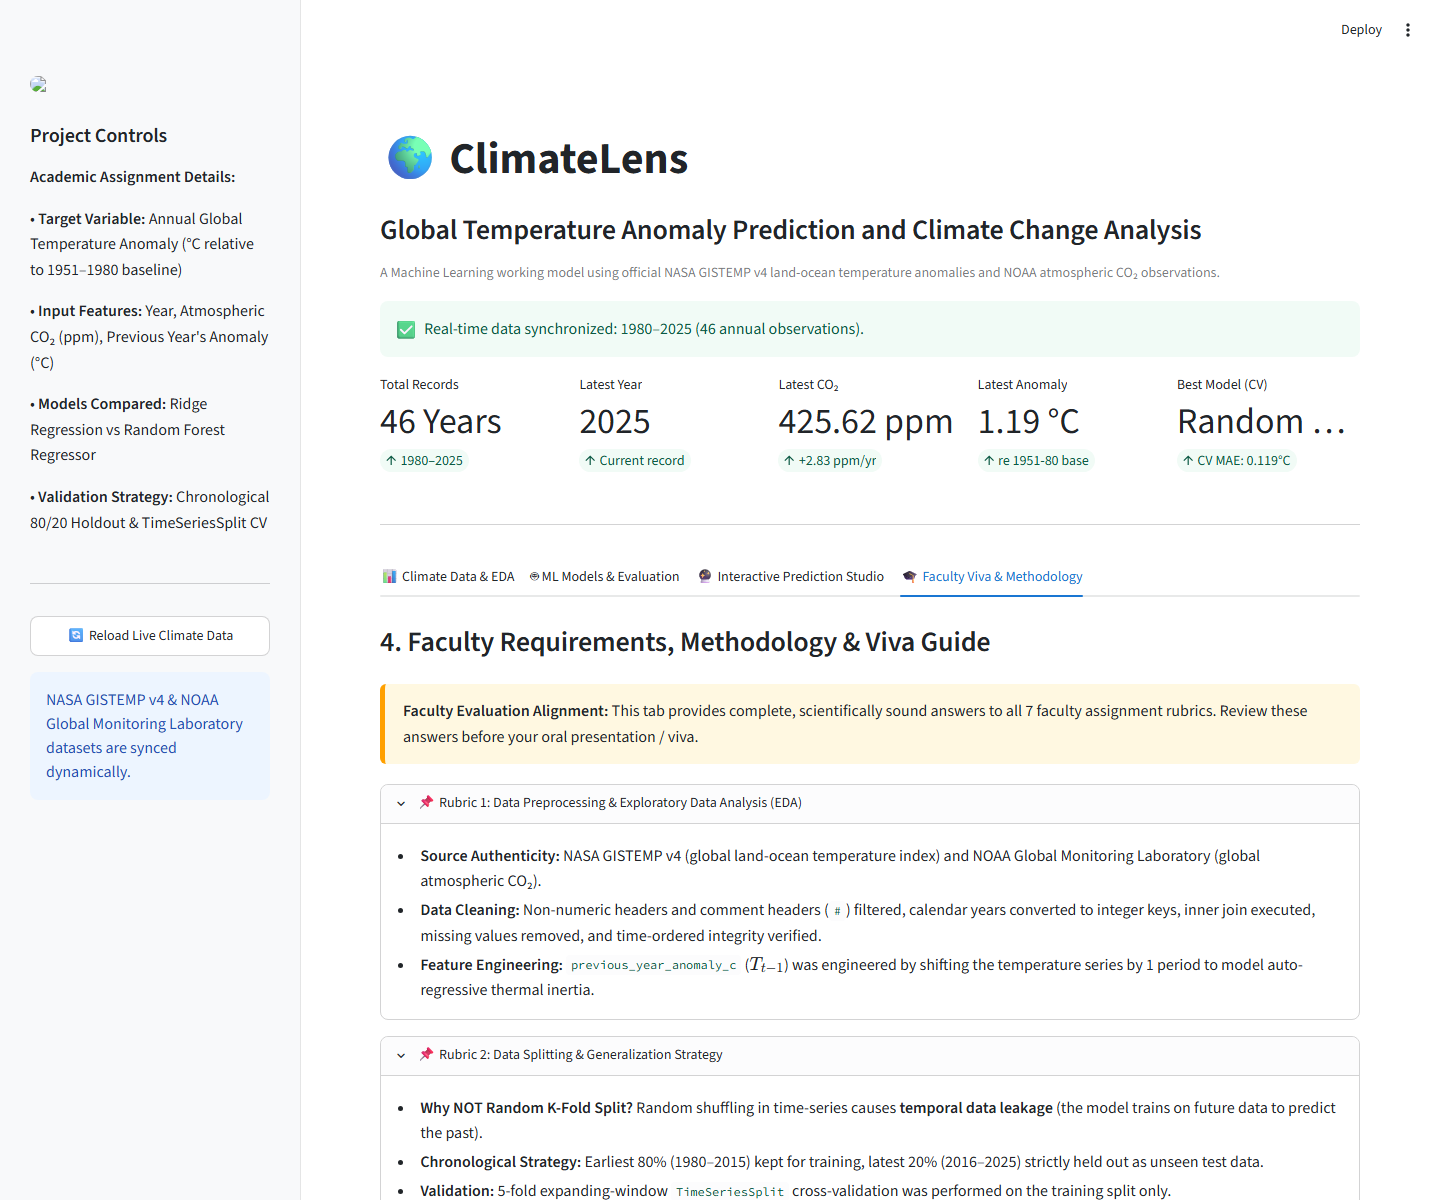 Deploy
Project Controls
Academic Assignment Details:
• Target Variable: Annual Global
Temperature Anomaly (°C relative
to 1951–1980 baseline)
• Input Features: Year, Atmospheric
CO₂ (ppm), Previous Year's Anomaly
(°C)
• Models Compared: Ridge
Regression vs Random Forest
Regressor
• Validation Strategy: Chronological
80/20 Holdout & TimeSeriesSplit CV
Reload Live Climate Data
NASA GISTEMP v4 & NOAA
Global Monitoring Laboratory
datasets are synced
dynamically.
ClimateLens
Global Temperature Anomaly Prediction and Climate Change Analysis
A Machine Learning working model using official NASA GISTEMP v4 land-ocean temperature anomalies and NOAA atmospheric CO₂ observations.
Real-time data synchronized: 1980–2025 (46 annual observations).
Total Records
46 Years
↑ 1980–2025
Latest Year
2025
↑ Current record
Latest CO₂
425.62 ppm
↑ +2.83 ppm/yr
Latest Anomaly
1.19 °C
↑ re 1951-80 base
Best Model (CV)
Random …
↑ CV MAE: 0.119°C
Climate Data & EDA
ML Models & Evaluation
Interactive Prediction Studio
Faculty Viva & Methodology
4. Faculty Requirements, Methodology & Viva Guide
Faculty Evaluation Alignment: This tab provides complete, scientifically sound answers to all 7 faculty assignment rubrics. Review these
answers before your oral presentation / viva.
Rubric 1: Data Preprocessing & Exploratory Data Analysis (EDA)
• Source Authenticity: NASA GISTEMP v4 (global land-ocean temperature index) and NOAA Global Monitoring Laboratory (global
atmospheric CO₂).
• Data Cleaning: Non-numeric headers and comment headers ( # ) filtered, calendar years converted to integer keys, inner join executed,
missing values removed, and time-ordered integrity verified.
• Feature Engineering: previous_year_anomaly_c (Tₜ₋₁) was engineered by shifting the temperature series by 1 period to model auto-
regressive thermal inertia.
Rubric 2: Data Splitting & Generalization Strategy
• Why NOT Random K-Fold Split? Random shuffling in time-series causes temporal data leakage (the model trains on future data to predict
the past).
• Chronological Strategy: Earliest 80% (1980–2015) kept for training, latest 20% (2016–2025) strictly held out as unseen test data.
• Validation: 5-fold expanding-window TimeSeriesSplit cross-validation was performed on the training split only.